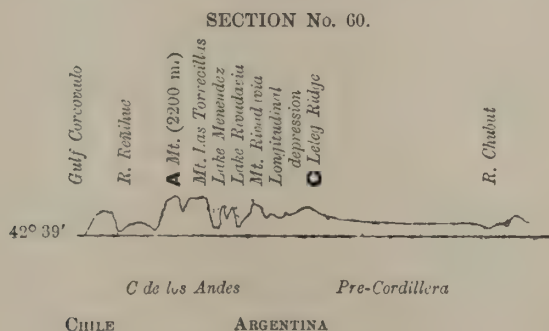 SECTION No. 60.
Gulf Corcovado
R. Reñihue
A Mt. (2200 m.)
Mt. Las Torrecillas
Lake Menendez
Lake Rivadavia
Mt. Rivadavia
Longitudinal
depression
C Leleg Ridge
R. Chubut
42° 39'
C de los Andes
Pre-Cordillera
CHILE
ARGENTINA